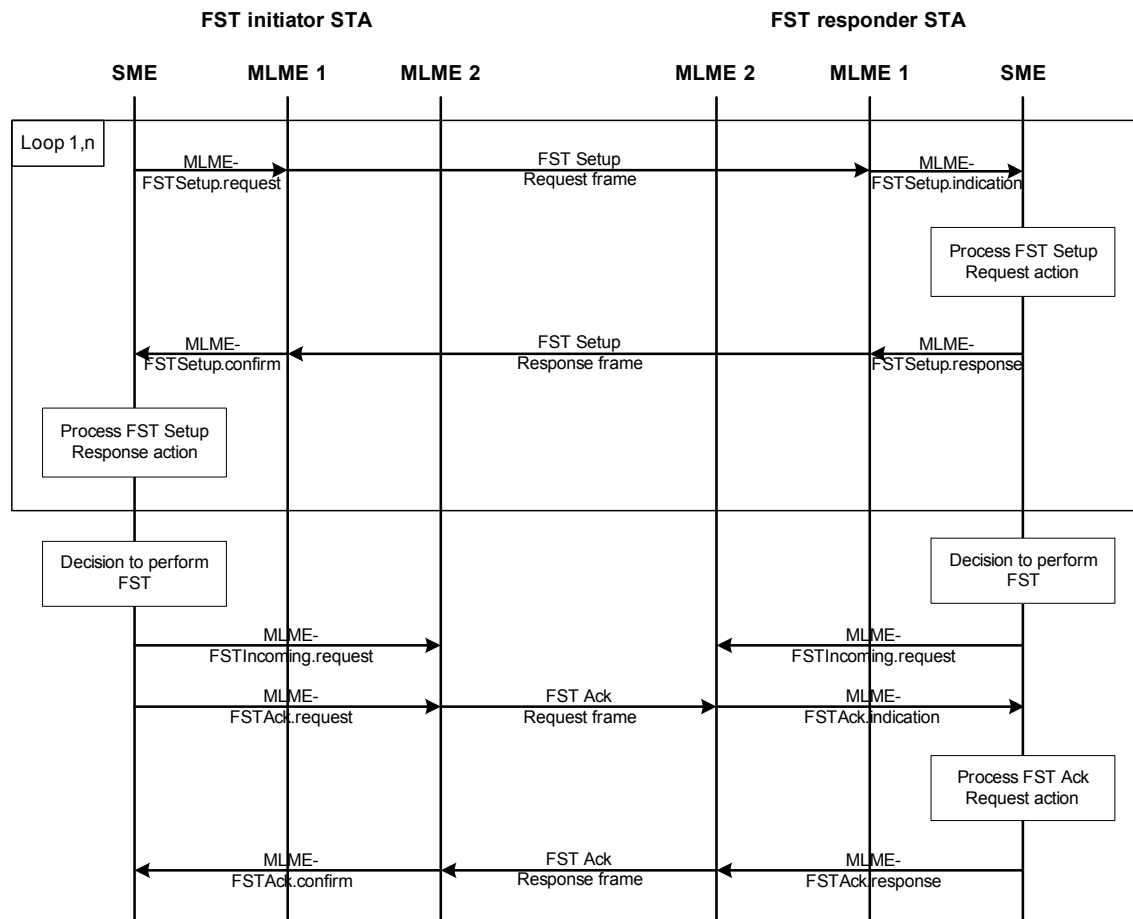 FST initiator STA
FST responder STA
SME
MLME 1
MLME 2
MLME 2
MLME 1
SME
Loop 1,n
MLME-
FSTSetup.request
FST Setup
Request frame
MLME-
FSTSetup.indication
Process FST Setup
Request action
MLME-
FSTSetup.confirm
FST Setup
Response frame
MLME-
FSTSetup.response
Process FST Setup
Response action
Decision to perform
FST
Decision to perform
FST
MLME-
FSTIncoming.request
MLME-
FSTIncoming.request
MLME-
FSTAck.request
FST Ack
Request frame
MLME-
FSTAck.indication
Process FST Ack
Request action
MLME-
FSTAck.confirm
FST Ack
Response frame
MLME-
FSTAck.response